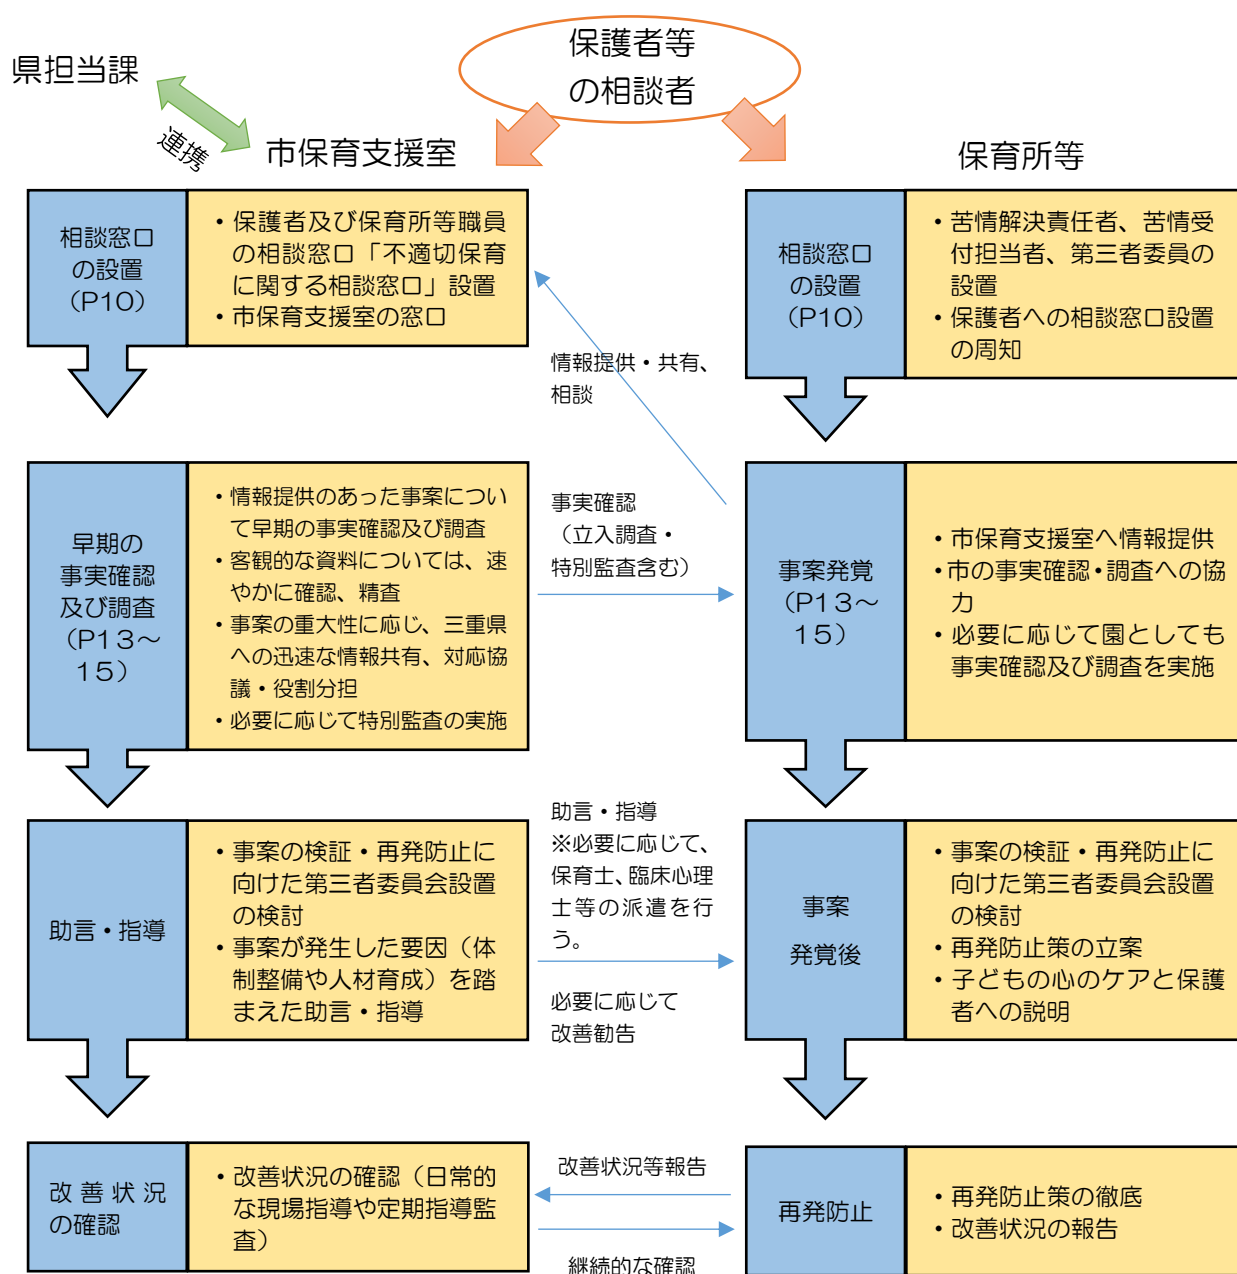 保護者等
の相談者
県担当課
連携
市保育支援室
保育所等
相談窓口
の設置
（P10）
・保護者及び保育所等職員
の相談窓口「不適切保育
に関する相談窓口」設置
・市保育支援室の窓口
相談窓口
の設置
（P10）
・苦情解決責任者、苦情受
付担当者、第三者委員の
設置
・保護者への相談窓口設置
の周知
情報提供・共有、
相談
早期の
事実確認
及び調査
（P13～
15）
・情報提供のあった事案につい
て早期の事実確認及び調査
・客観的な資料については、速
やかに確認、精査
・事案の重大性に応じ、三重県
への迅速な情報共有、対応協
議・役割分担
・必要に応じて特別監査の実施
事実確認
（立入調査・
特別監査含む）
事案発覚
（P13～
15）
・市保育支援室へ情報提供
・市の事実確認・調査への協
力
・必要に応じて園としても
事実確認及び調査を実施
助言・指導
・事案の検証・再発防止に
向けた第三者委員会設置
の検討
・事案が発生した要因（体
制整備や人材育成）を踏
まえた助言・指導
助言・指導
※必要に応じて、
保育士、臨床心理
士等の派遣を行
う。
必要に応じて
改善勧告
事案
発覚後
・事案の検証・再発防止に
向けた第三者委員会設置
の検討
・再発防止策の立案
・子どもの心のケアと保護
者への説明
改善状況
の確認
・改善状況の確認（日常的
な現場指導や定期指導監
査）
改善状況等報告
継続的な確認
再発防止
・再発防止策の徹底
・改善状況の報告